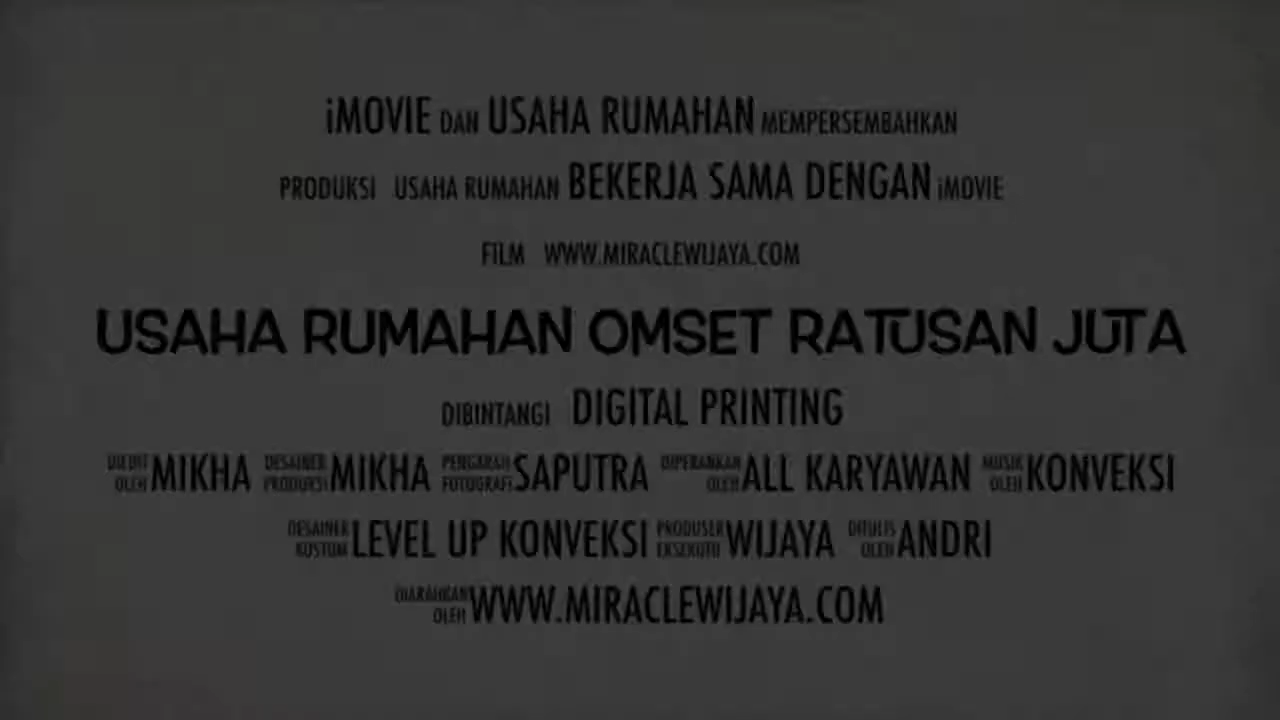 iMOVIE DAN USAHA RUMAHAN MEMPERSEMBAHKAN
PRODUKSI USAHA RUMAHAN BEKERJA SAMA DENGAN iMOVIE
FILM WWW.MIRACLEWIJAYA.COM
USAHA RUMAHAN OMSET RATUSAN JUTA
DIBINTANGI DIGITAL PRINTING
DIEDIT OLEH MIKHA DESAINER PRODUKSI MIKHA PENGARAH FOTOGRAFI SAPUTRA DIPERANKAN OLEH ALL KARYAWAN MUSIK OLEH KONVEKSI
DESAINER KOSTUM LEVEL UP KONVEKSI PRODUSER EKSEKUTIF WIJAYA DITULIS OLEH ANDRI
DIARAHKAN OLEH WWW.MIRACLEWIJAYA.COM